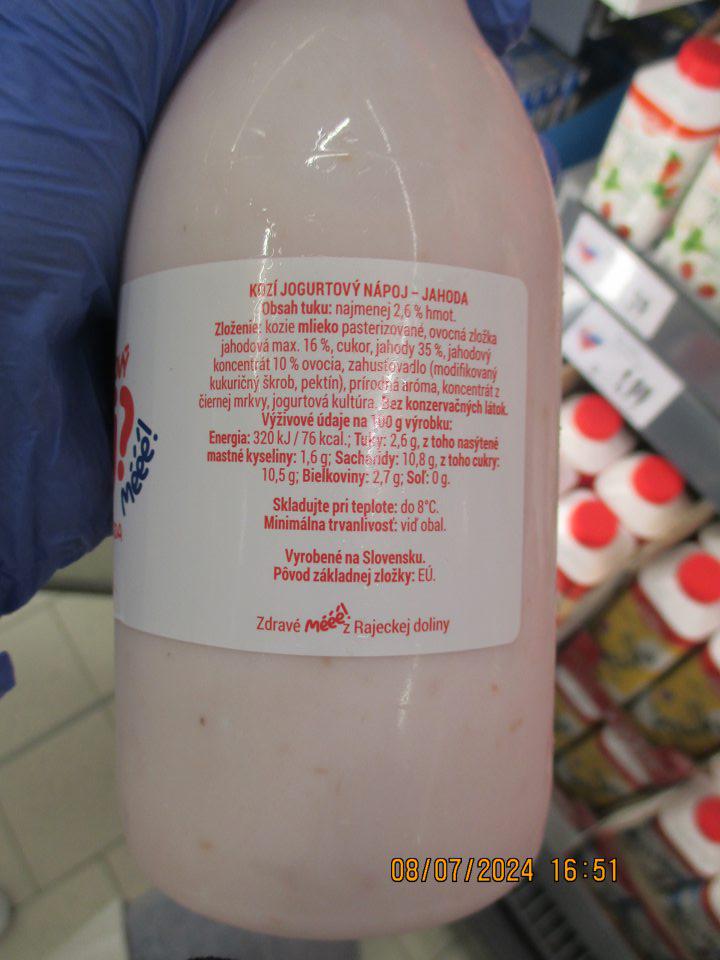 KOZÍ JOGURTOVÝ NÁPOJ – JAHODA
Obsah tuku: najmenej 2,6 % hmot.
Zloženie: kozie mlieko pasterizované, ovocná zložka
jahodová max. 16 %, cukor, jahody 35 %, jahodový
koncentrát 10 % ovocia, zahusťovadlo (modifikovaný
kukuričný škrob, pektín), prírodná aróma, koncentrát z
čiernej mrkvy, jogurtová kultúra. Bez konzervačných látok.
Výživové údaje na 100 g výrobku:
Energia: 320 kJ / 76 kcal.; Tuky: 2,6 g, z toho nasýtené
mastné kyseliny: 1,6 g; Sacharidy: 10,8 g, z toho cukry:
10,5 g; Bielkoviny: 2,7 g; Soľ: 0 g.
Skladujte pri teplote: do 8°C.
Minimálna trvanlivosť: viď obal.
Vyrobené na Slovensku.
Pôvod základnej zložky: EÚ.
Zdravé Mééé! z Rajeckej doliny
Mééé!
08/07/2024 16:51